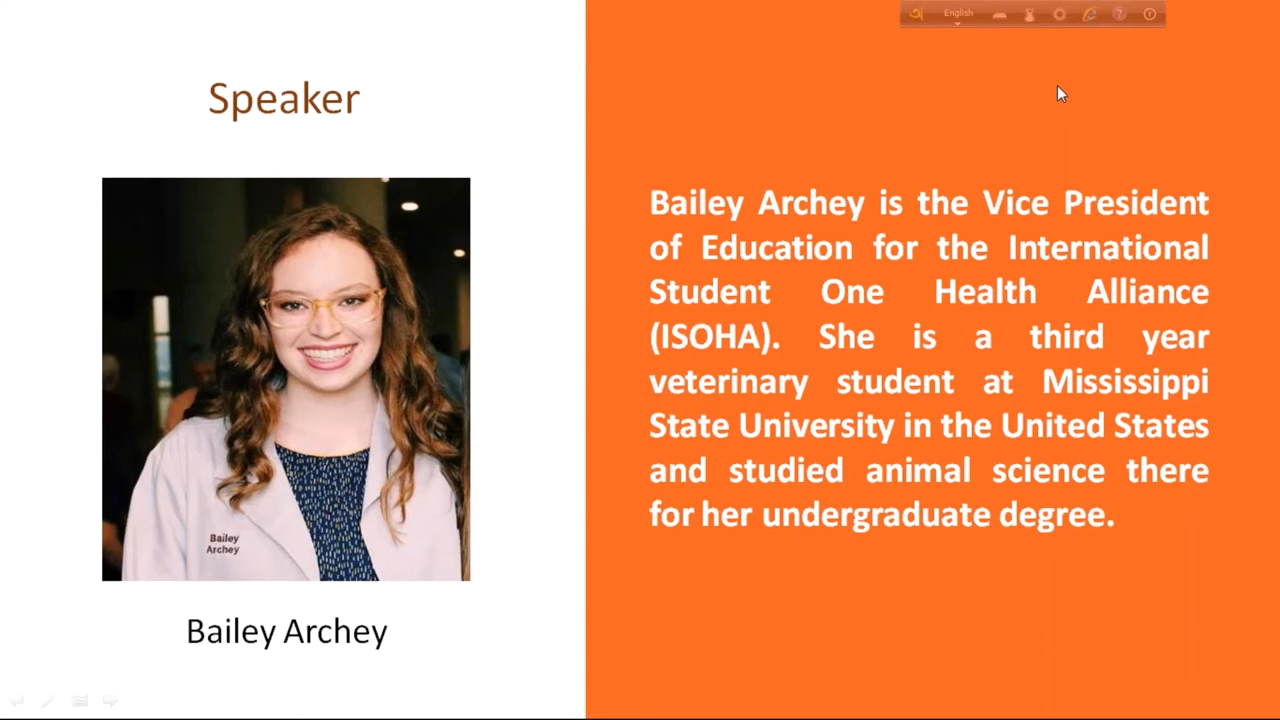 English
Speaker
Bailey
Archey
Bailey Archey
Bailey Archey is the Vice President
of Education for the International
Student One Health Alliance
(ISOHA). She is a third year
veterinary student at Mississippi
State University in the United States
and studied animal science there
for her undergraduate degree.